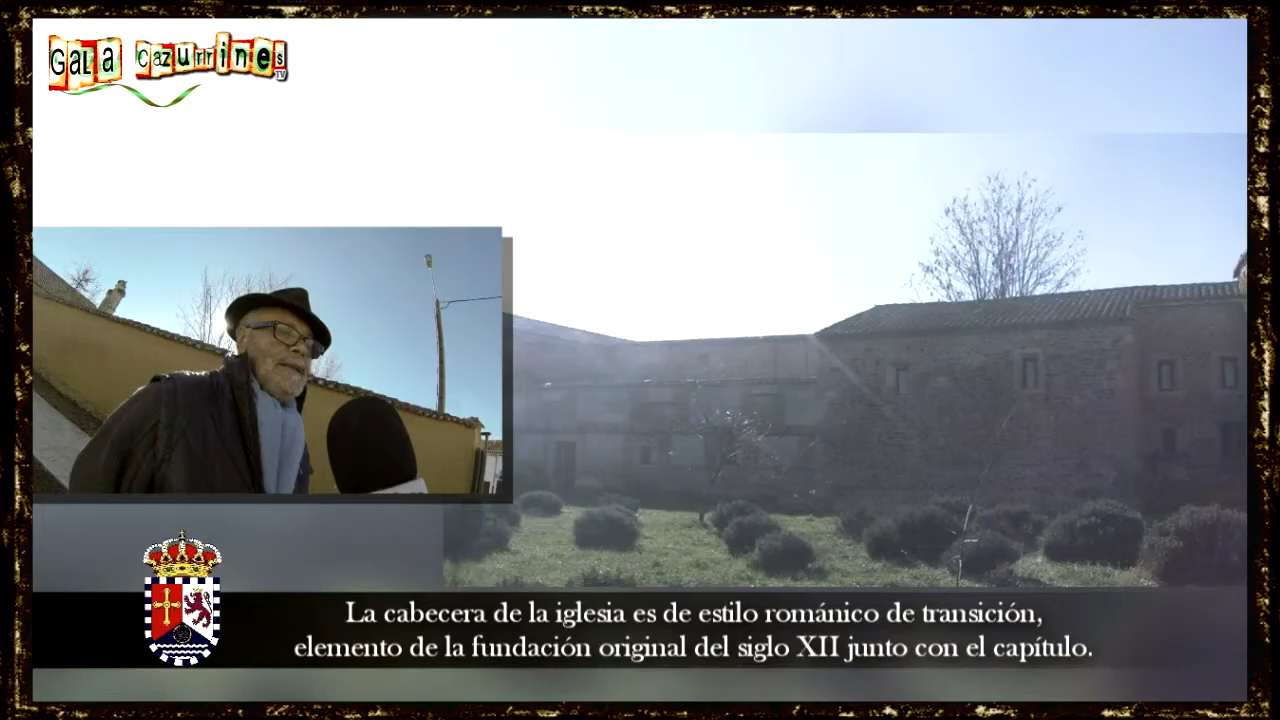 GALA CAZURRINES TV
La cabecera de la iglesia es de estilo románico de transición,
elemento de la fundación original del siglo XII junto con el capítulo.